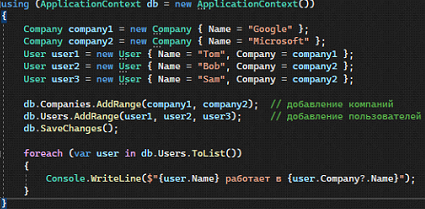 using (ApplicationContext db = new ApplicationContext())
{
Company company1 = new Company { Name = "Google" };
Company company2 = new Company { Name = "Microsoft" };
User user1 = new User { Name = "Tom", Company = company1 };
User user2 = new User { Name = "Bob", Company = company2 };
User user3 = new User { Name = "Sam", Company = company2 };
db.Companies.AddRange(company1, company2);  // добавление компаний
db.Users.AddRange(user1, user2, user3);     // добавление пользователей
db.SaveChanges();
foreach (var user in db.Users.ToList())
{
Console.WriteLine($"{user.Name} работает в {user.Company?.Name}");
}
}